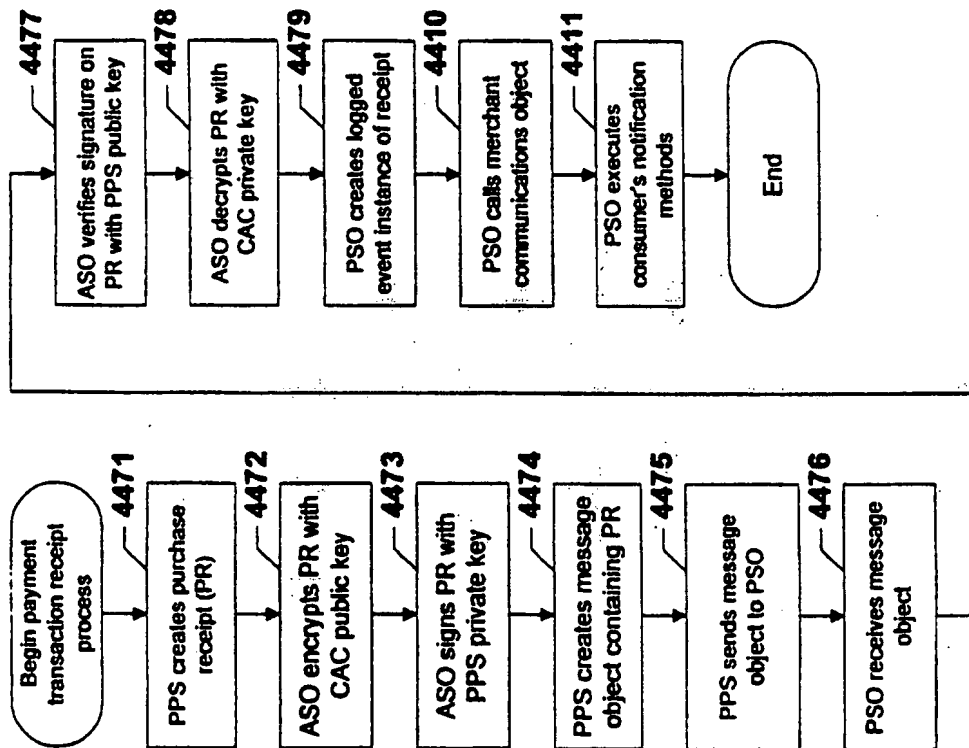 Begin payment
transaction receipt
process
4471
PPS creates purchase
receipt (PR)
4472
ASO encrypts PR with
CAC public key
4473
ASO signs PR with
PPS private key
4474
PPS creates message
object containing PR
4475
PPS sends message
object to PSO
4476
PSO receives message
object
4477
ASO verifies signature on
PR with PPS public key
4478
ASO decrypts PR with
CAC private key
4479
PSO creates logged
event instance of receipt
4410
PSO calls merchant
communications object
4411
PSO executes
consumer's notification
methods
End